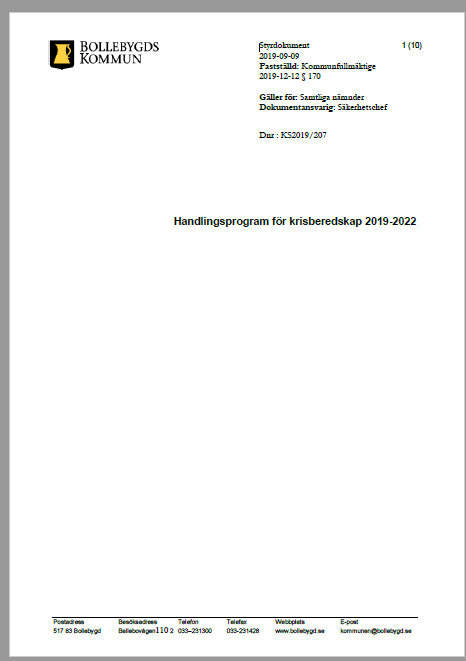 BOLLEBYGDS
KOMMUN
Styrdokument 1 (10)
2019-09-09
Fastställd: Kommunfullmäktige
2019-12-12 § 170
Gäller för: Samtliga nämnder
Dokumentansvarig: Säkerhetschef
Dnr : KS2019/207
Handlingsprogram för krisberedskap 2019-2022
Postadress Besöksadress Telefon Telefax Webbplats E-post
517 83 Bollebygd Ballebovägen110 2 033–231300 033-231428 www.bollebygd.se kommunen@bollebygd.se